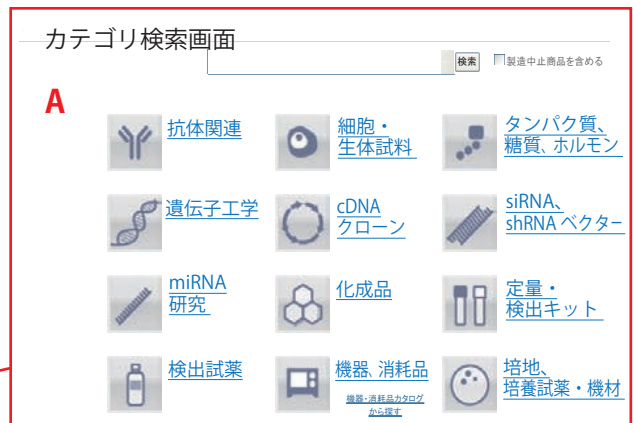 カテゴリ検索画面
検索
製造中止商品を含める
A
抗体関連
細胞・
生体試料
タンパク質、
糖質、ホルモン
遺伝子工学
cDNA
クローン
siRNA、
shRNA ベクター
miRNA
研究
化成品
定量・
検出キット
検出試薬
機器、消耗品
機器・消耗品カタログ
から探す
培地、
培養試薬・機材